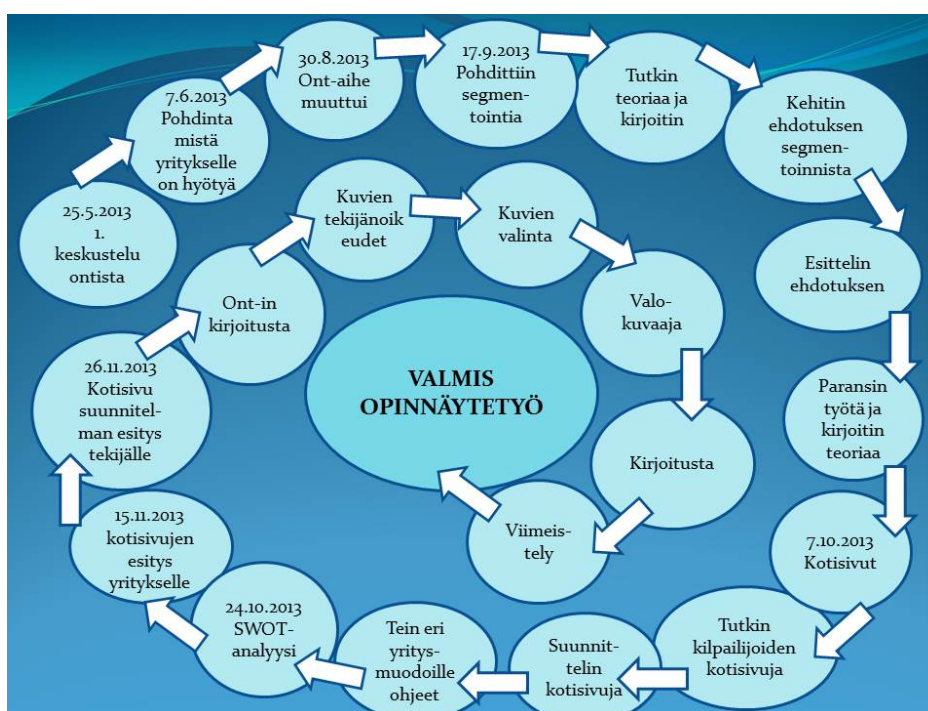 25.5.2013
1.
keskustelu
ontista
7.6.2013
Pohdinta
mistä
yritykselle
on hyötyä
30.8.2013
Ont-aihe
muuttui
17.9.2013
Pohdittiin
segmen-
tointia
Tutkin
teoriaa ja
kirjoitin
Kehitin
ehdotuksen
segmen-
toinnista
Esittelin
ehdotuksen
Paransin
työtä ja
kirjoitin
teoriaa
7.10.2013
Kotisivut
Tutkin
kilpailijoiden
kotisivuja
Suunnit-
telin
kotisivuja
Tein eri
yritys-
muodoille
ohjeet
24.10.2013
SWOT-
analyysi
15.11.2013
kotisivujen
esitys
yritykselle
26.11.2013
Kotisivu
suunnitel-
man esitys
tekijälle
Ont-in
kirjoitusta
Kuvien
tekijänoik
eudet
Kuvien
valinta
Valo-
kuvaaja
Kirjoitusta
Viimeis-
tely
VALMIS
OPINNÄYTETYÖ